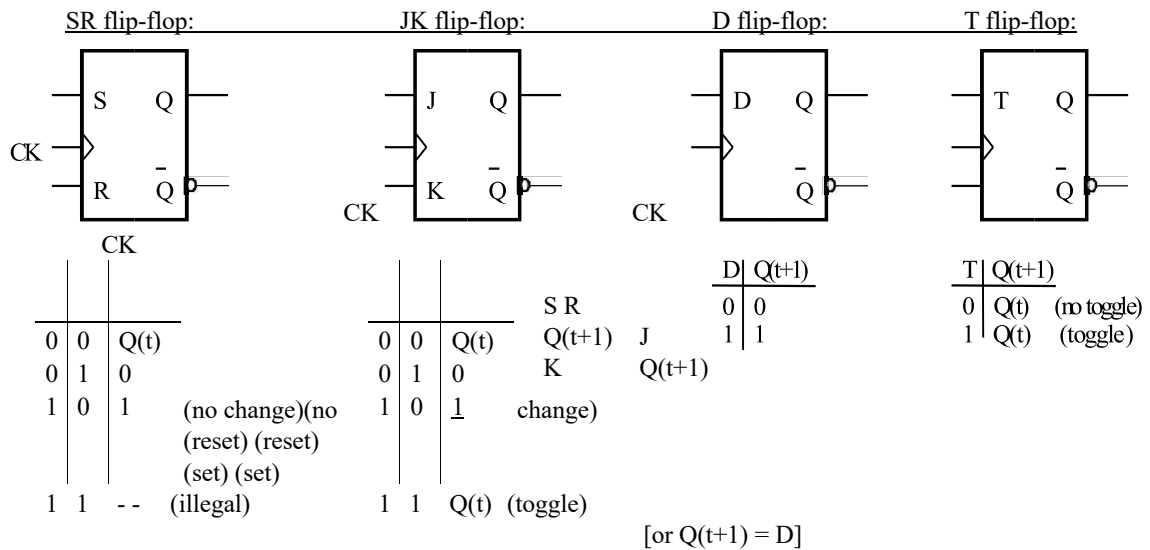 SR flip-flop: JK flip-flop: D flip-flop: T flip-flop:
S Q J Q D Q T Q
CK
R Q K Q Q Q
CK CK
CK
D Q(t+1) T Q(t+1)
S R 0 0 0 Q(t) (no toggle)
0 0 Q(t) 0 0 Q(t) Q(t+1) J 1 1 1 Q(t) (toggle)
0 1 0 0 1 0 K Q(t+1)
1 0 1 (no change)(no 1 0 1 change)
(reset) (reset)
(set) (set)
1 1 - - (illegal) 1 1 Q(t) (toggle)
[or Q(t+1) = D]